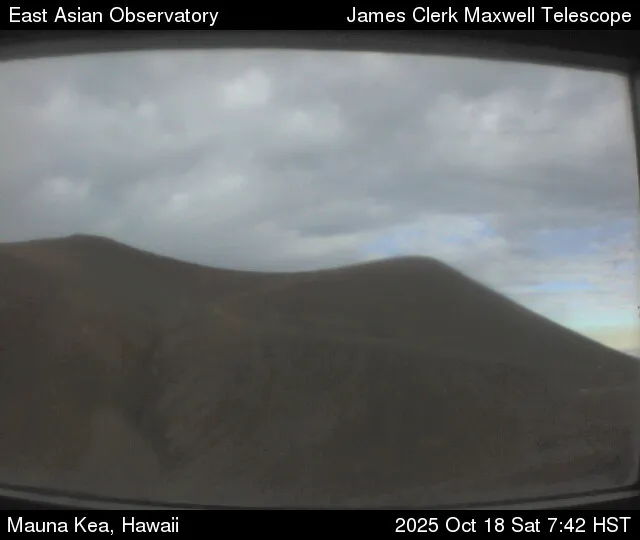 East Asian Observatory
James Clerk Maxwell Telescope
Mauna Kea, Hawaii
2025 Oct 18 Sat 7:42 HST